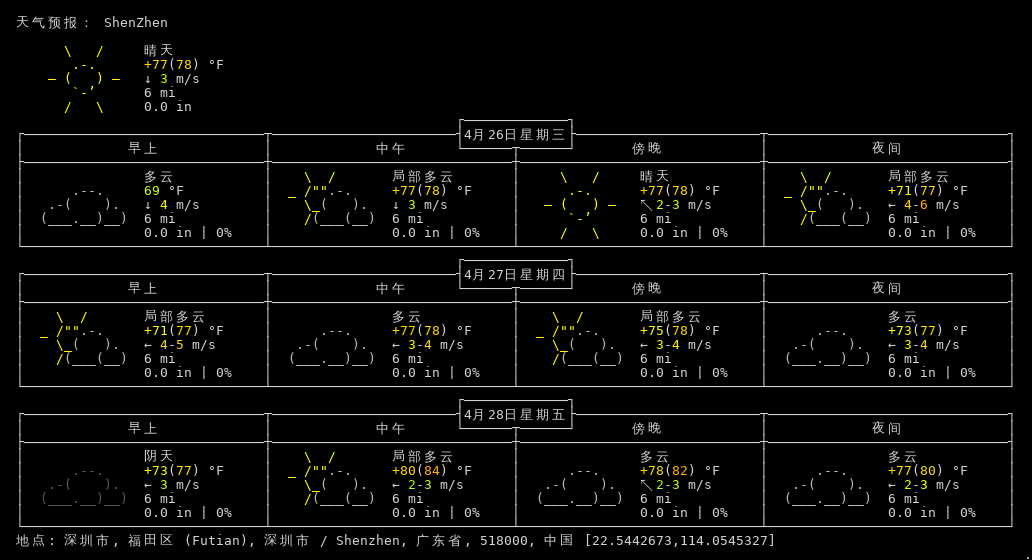 天气预报： ShenZhen
晴天
+77(78) °F
↓ 3 m/s
6 mi
0.0 in
4月26日星期三
早上 中午 傍晚 夜间
多云 局部多云 晴天 局部多云
69 °F +77(78) °F +77(78) °F +71(77) °F
↓ 4 m/s ↓ 3 m/s ↖ 2-3 m/s ← 4-6 m/s
6 mi 6 mi 6 mi 6 mi
0.0 in | 0% 0.0 in | 0% 0.0 in | 0% 0.0 in | 0%
4月27日星期四
早上 中午 傍晚 夜间
局部多云 多云 局部多云 多云
+71(77) °F +77(78) °F +75(78) °F +73(77) °F
← 4-5 m/s ← 3-4 m/s ← 3-4 m/s ← 3-4 m/s
6 mi 6 mi 6 mi 6 mi
0.0 in | 0% 0.0 in | 0% 0.0 in | 0% 0.0 in | 0%
4月28日星期五
早上 中午 傍晚 夜间
阴天 局部多云 多云 多云
+73(77) °F +80(84) °F +78(82) °F +77(80) °F
← 3 m/s ← 2-3 m/s ↖ 2-3 m/s ← 2-3 m/s
6 mi 6 mi 6 mi 6 mi
0.0 in | 0% 0.0 in | 0% 0.0 in | 0% 0.0 in | 0%
地点: 深圳市, 福田区 (Futian), 深圳市 / Shenzhen, 广东省, 518000, 中国 [22.5442673,114.0545327]